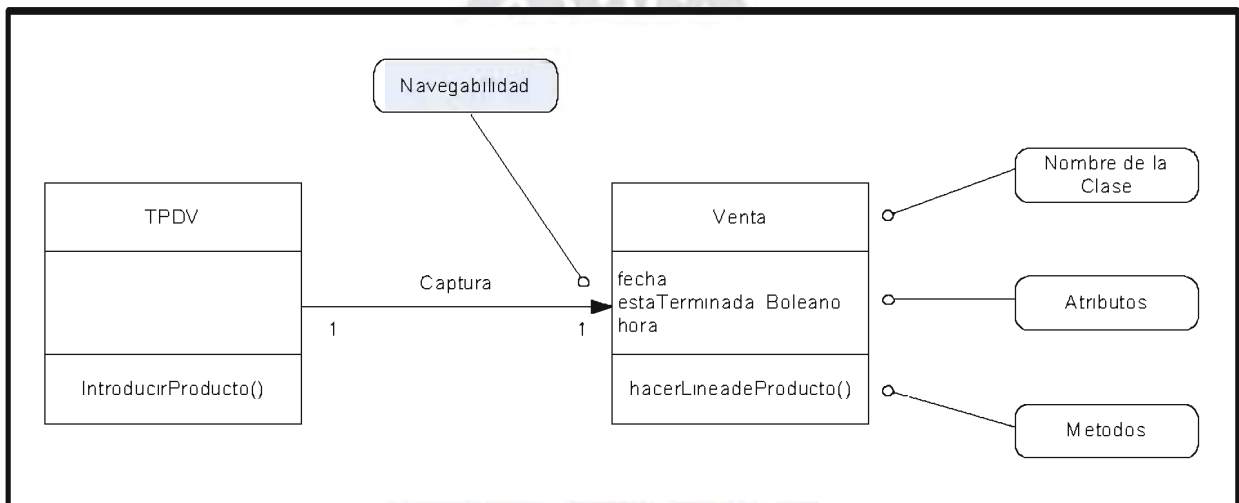 Navegabilidad
Nombre de la
Clase
TPDV
Venta
Captura
fecha
estaTerminada Boleano
hora
Atributos
1
1
IntroducirProducto()
hacerLineadeProducto()
Metodos